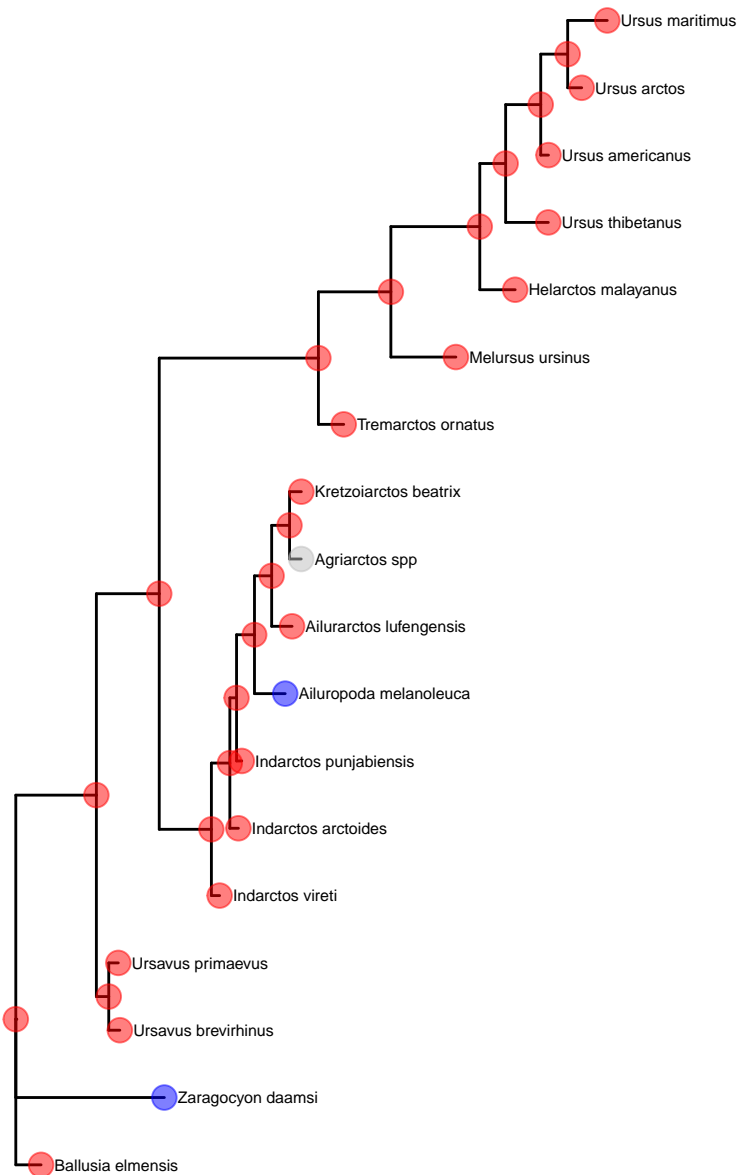 Ursus maritimus
Ursus arctos
Ursus americanus
Ursus thibetanus
Helarctos malayanus
Melursus ursinus
Tremarctos ornatus
Kretzoiarctos beatrix
Agriarctos spp
Ailurarctos lufengensis
Ailuropoda melanoleuca
Indarctos punjabiensis
Indarctos arctoides
Indarctos vireti
Ursavus primaevus
Ursavus brevirhinus
Zaragocyon daamsi
Ballusia elmensis